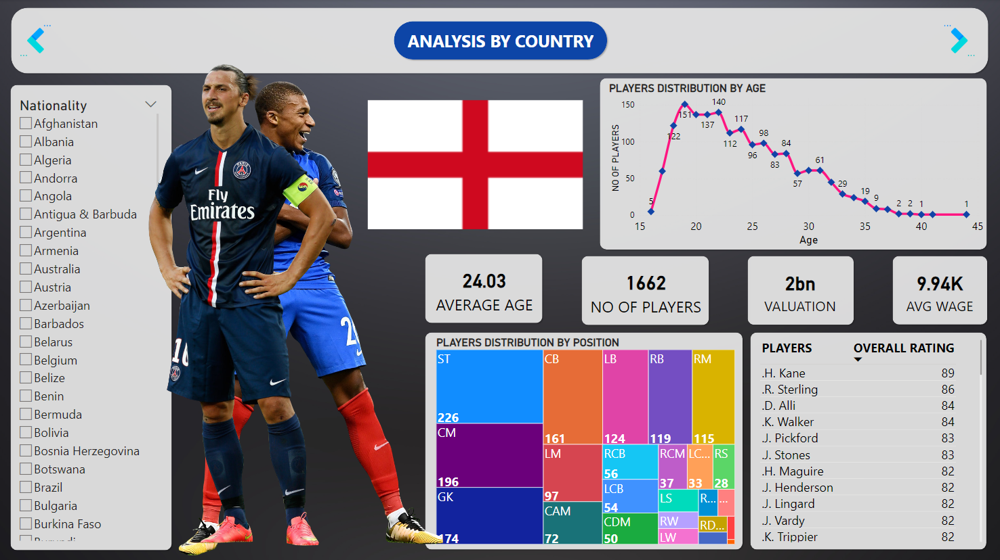 ANALYSIS BY COUNTRY
Nationality
Afghanistan
Albania
Algeria
Andorra
Angola
Antigua & Barbuda
Argentina
Armenia
Australia
Austria
Azerbaijan
Barbados
Belarus
Belgium
Belize
Benin
Bermuda
Bolivia
Bosnia Herzegovina
Botswana
Brazil
Bulgaria
Burkina Faso
Fly
Emirates
PARIS
10
2
PLAYERS DISTRIBUTION BY AGE
NO OF PLAYERS
150
100
50
0
5
122
151
137
140
112
117
96
98
83
84
57
61
29
19
9
2
2
1
1
15
20
25
30
35
40
45
Age
24.03
AVERAGE AGE
1662
NO OF PLAYERS
2bn
VALUATION
9.94K
AVG WAGE
PLAYERS DISTRIBUTION BY POSITION
ST
226
CM
196
GK
174
CB
161
LM
97
CAM
72
LB
124
RB
119
RM
115
RCB
56
LCB
54
CDM
50
RCM
37
LC...
33
RS
28
LS
R...
...
RW
RD...
LW
PLAYERS OVERALL RATING
.H. Kane 89
.R. Sterling 86
.D. Alli 84
.K. Walker 84
.J. Pickford 83
.J. Stones 83
.H. Maguire 82
.J. Henderson 82
.J. Lingard 82
.J. Vardy 82
.K. Trippier 82